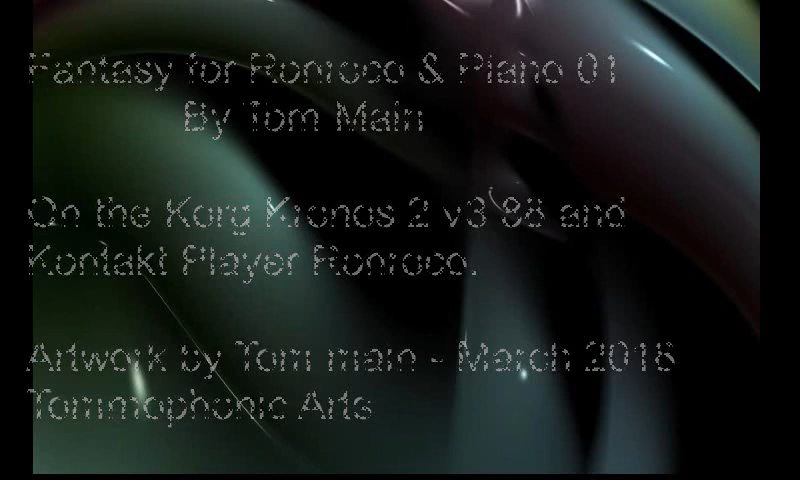 Fantasy for Ronroco & Piano 01
By Tom Main
On the Korg Kronos 2 v3 88 and
Kontakt Player Ronroco.
Artwork by Tom main - March 2018
Tommophonic Arts